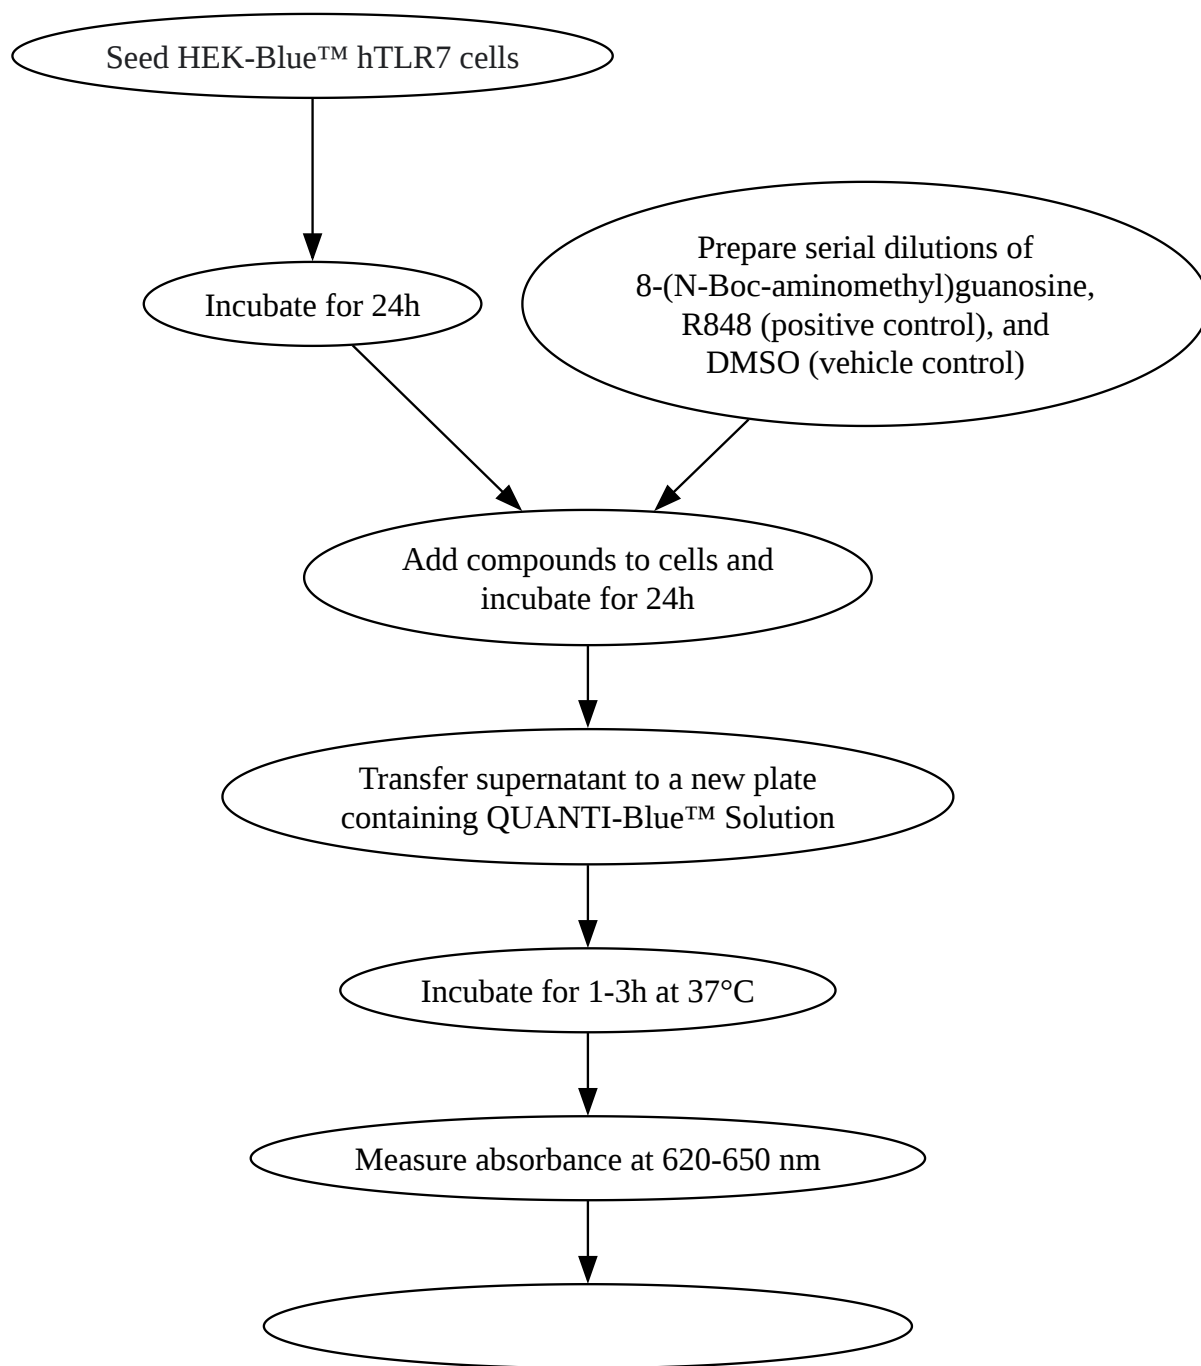 Seed HEK-Blue™ hTLR7 cells
Incubate for 24h
Prepare serial dilutions of
8-(N-Boc-aminomethyl)guanosine,
R848 (positive control), and
DMSO (vehicle control)
Add compounds to cells and
incubate for 24h
Transfer supernatant to a new plate
containing QUANTI-Blue™ Solution
Incubate for 1-3h at 37°C
Measure absorbance at 620-650 nm